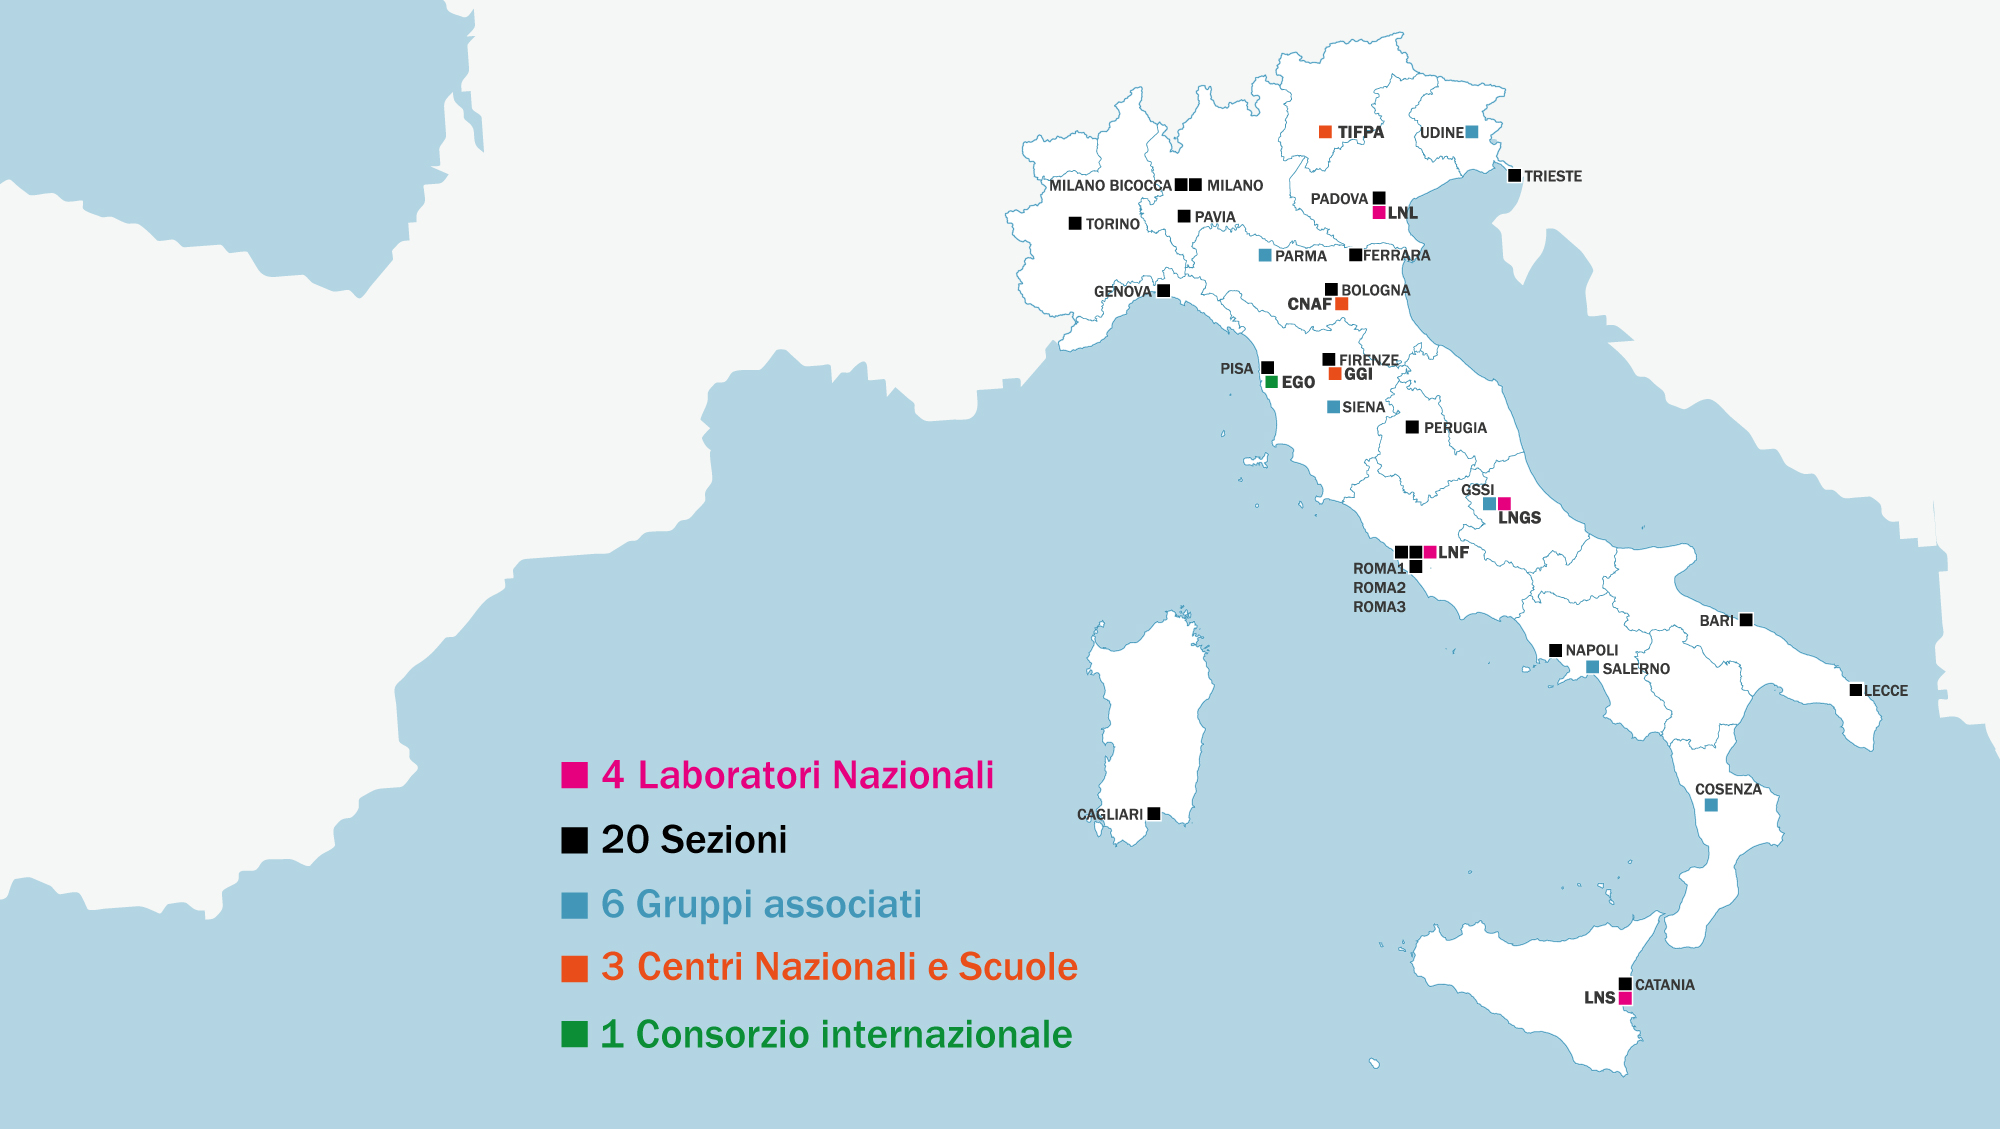 TIFPA
UDINE
TRIESTE
MILANO BICOCCA
MILANO
PADOVA
LNL
PAVIA
TORINO
PARMA
FERRARA
GENOVA
BOLOGNA
CNAF
FIRENZE
PISA
GGI
EGO
SIENA
PERUGIA
GSSI
LNGS
LNF
ROMA1
ROMA2
ROMA3
BARI
NAPOLI
SALERNO
LECCE
4 Laboratori Nazionali
COSENZA
CAGLIARI
20 Sezioni
6 Gruppi associati
3 Centri Nazionali e Scuole
CATANIA
LNS
1 Consorzio internazionale